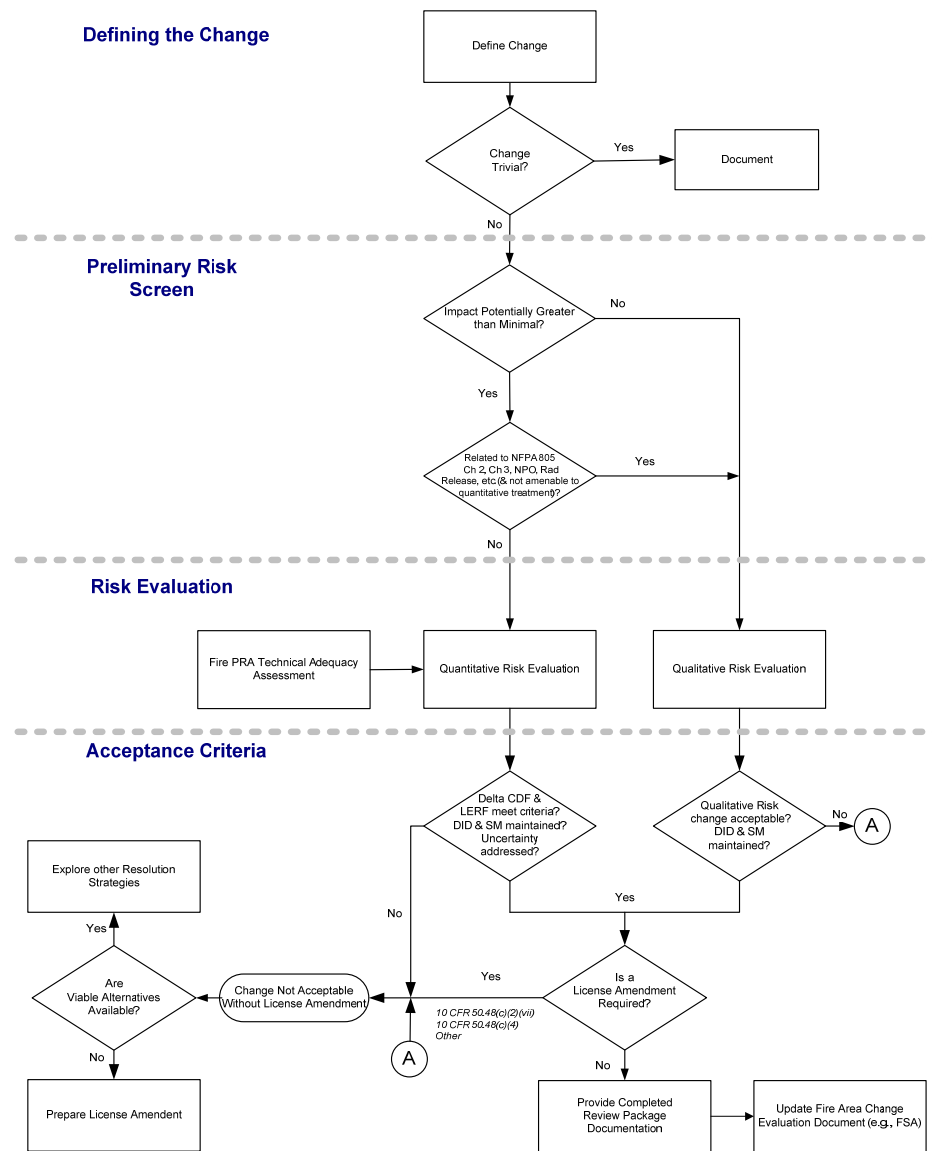 Defining the Change
Define Change
Change
Trivial?
Yes
Document
No
Preliminary Risk
Screen
Impact Potentially Greater
than Minimal?
No
Yes
Related to NFPA 805
Ch 2, Ch 3, NPO, Rad
Release, etc. (& not amenable to
quantitative treatment)?
Yes
No
Risk Evaluation
Fire PRA Technical Adequacy
Assessment
Quantitative Risk Evaluation
Qualitative Risk Evaluation
Acceptance Criteria
Delta CDF &
LERF meet criteria?
DID & SM maintained?
Uncertainty
addressed?
Qualitative Risk
change acceptable?
DID & SM
maintained?
No
A
Explore other Resolution
Strategies
No
Yes
Yes
Are
Viable Alternatives
Available?
Change Not Acceptable
Without License Amendment
Yes
Is a
License Amendment
Required?
10 CFR 50.48(c)(2)(vii)
10 CFR 50.48(c)(4)
Other
A
No
No
Prepare License Amendent
Provide Completed
Review Package
Documentation
Update Fire Area Change
Evaluation Document (e.g., FSA)